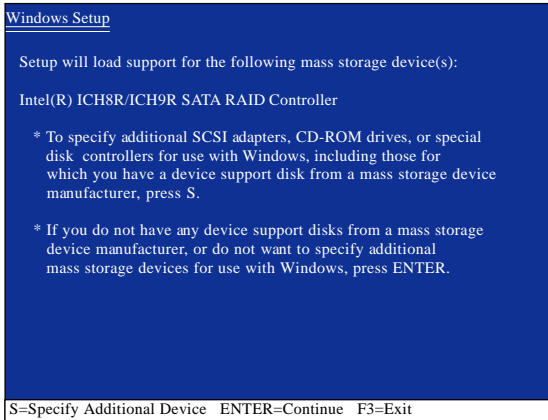 Windows Setup
Setup will load support for the following mass storage device(s):
Intel(R) ICH8R/ICH9R SATA RAID Controller
* To specify additional SCSI adapters, CD-ROM drives, or special
disk controllers for use with Windows, including those for
which you have a device support disk from a mass storage device
manufacturer, press S.
* If you do not have any device support disks from a mass storage
device manufacturer, or do not want to specify additional
mass storage devices for use with Windows, press ENTER.
S=Specify Additional Device ENTER=Continue F3=Exit